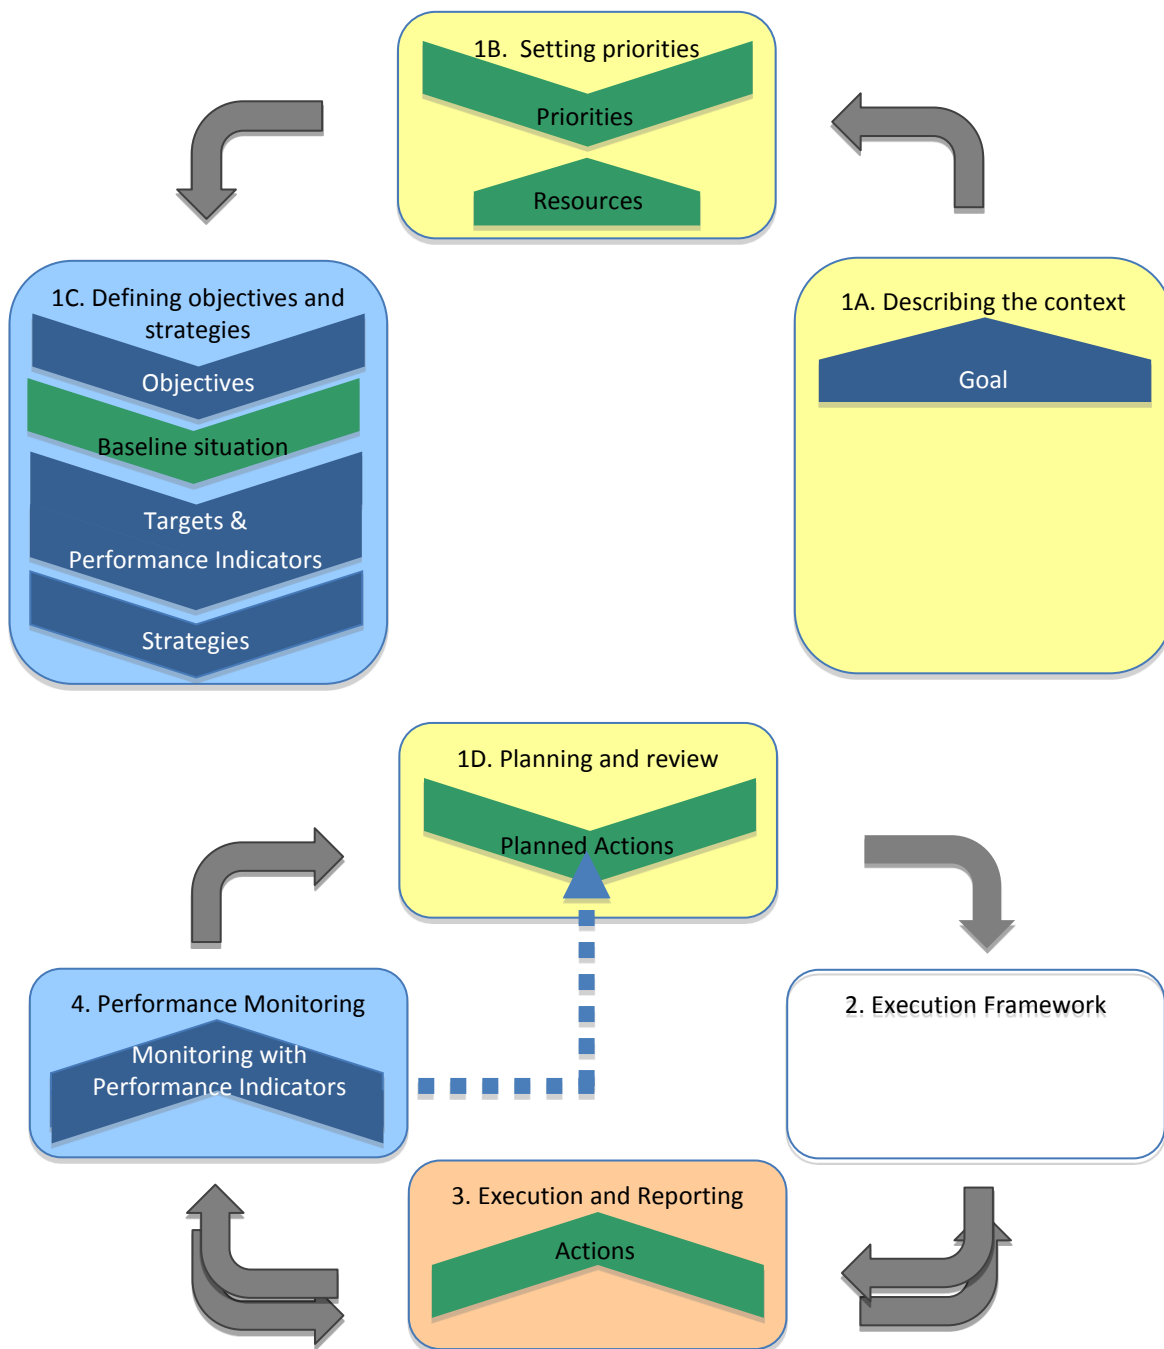 1B. Setting priorities
Priorities
Resources
1C. Defining objectives and
strategies
Objectives
Baseline situation
Targets &
Performance Indicators
Strategies
1A. Describing the context
Goal
1D. Planning and review
Planned Actions
4. Performance Monitoring
Monitoring with
Performance Indicators
2. Execution Framework
3. Execution and Reporting
Actions